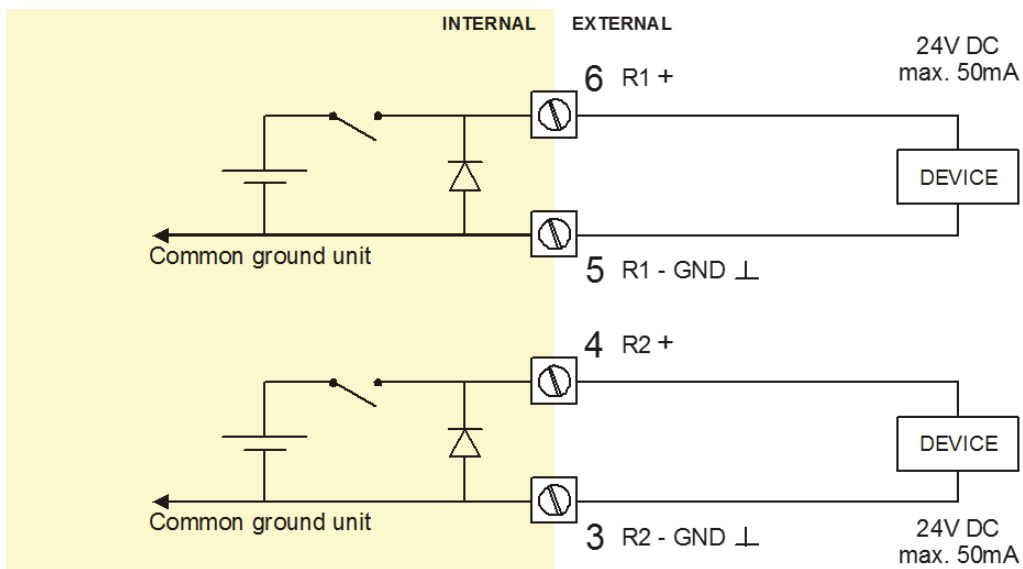 INTERNAL EXTERNAL
24V DC
max. 50mA
6 R1 +
DEVICE
Common ground unit
5 R1 - GND ⊥
4 R2 +
DEVICE
Common ground unit
3 R2 - GND ⊥
24V DC
max. 50mA